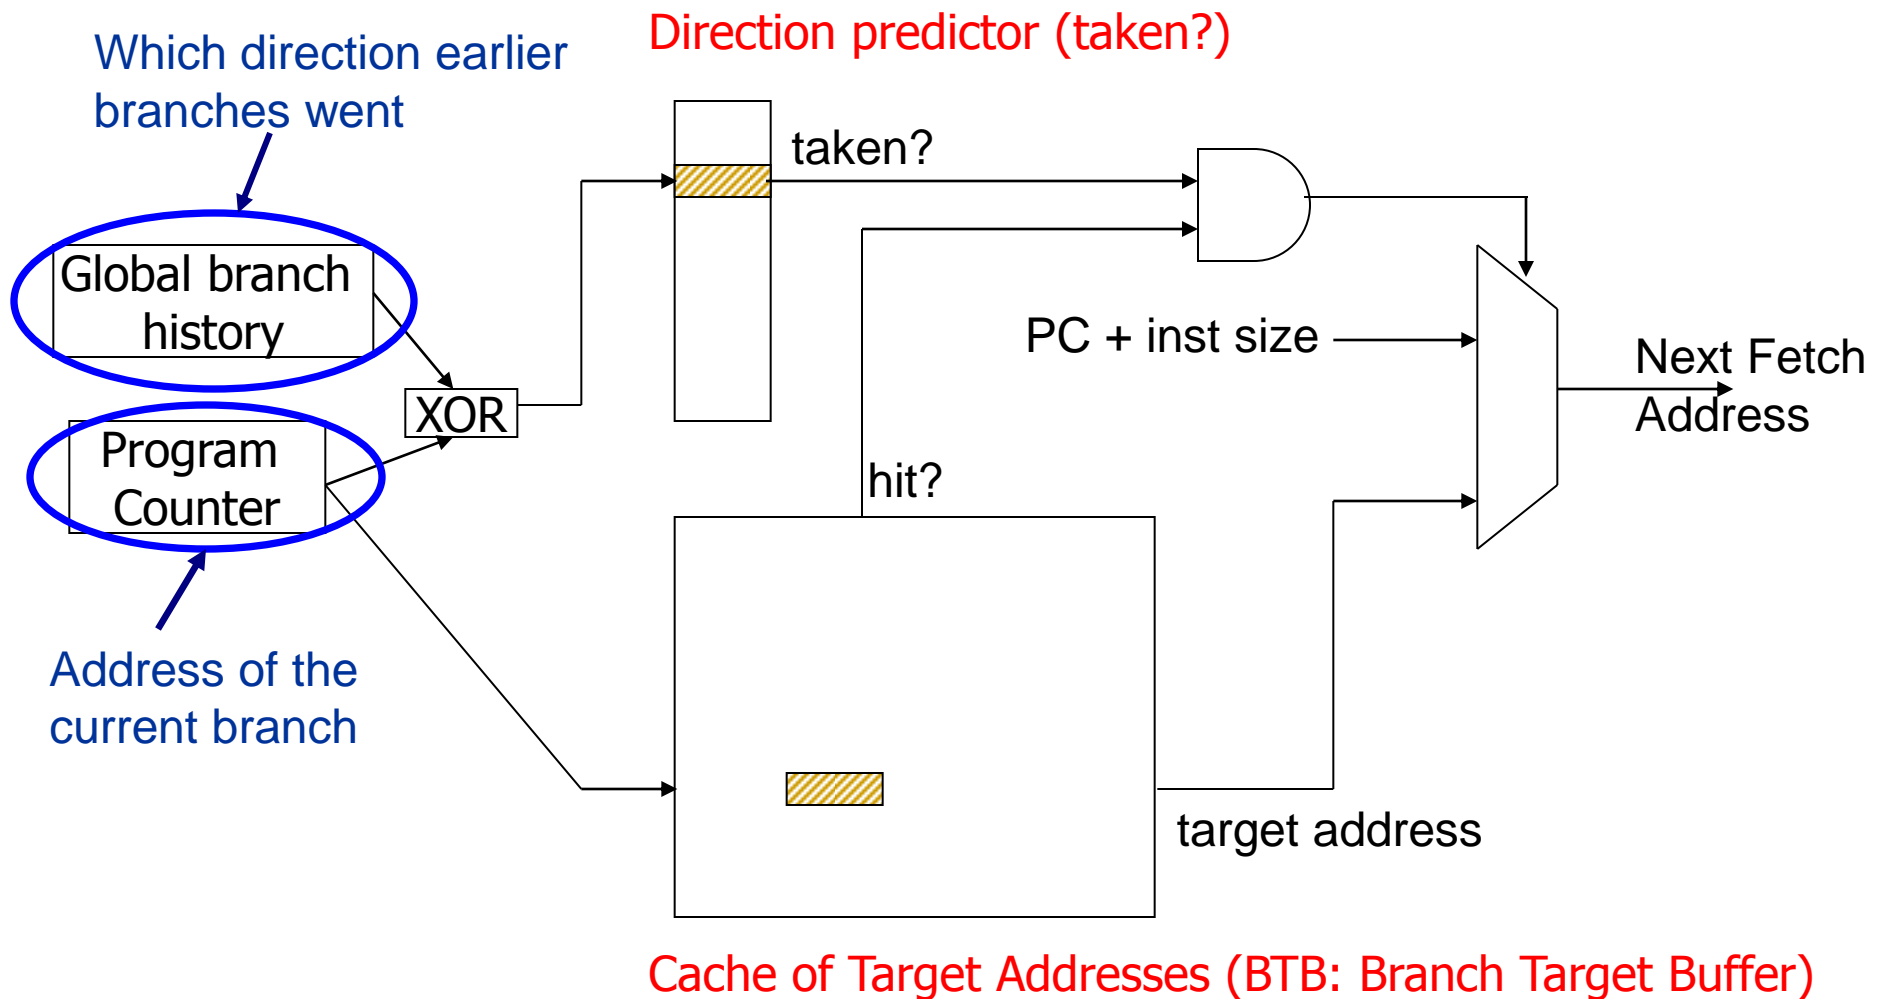 Direction predictor (taken?)
Which direction earlier
branches went
taken?
Global branch
history
PC + inst size
Next Fetch
Address
XOR
Program
Counter
hit?
Address of the
current branch
target address
Cache of Target Addresses (BTB: Branch Target Buffer)